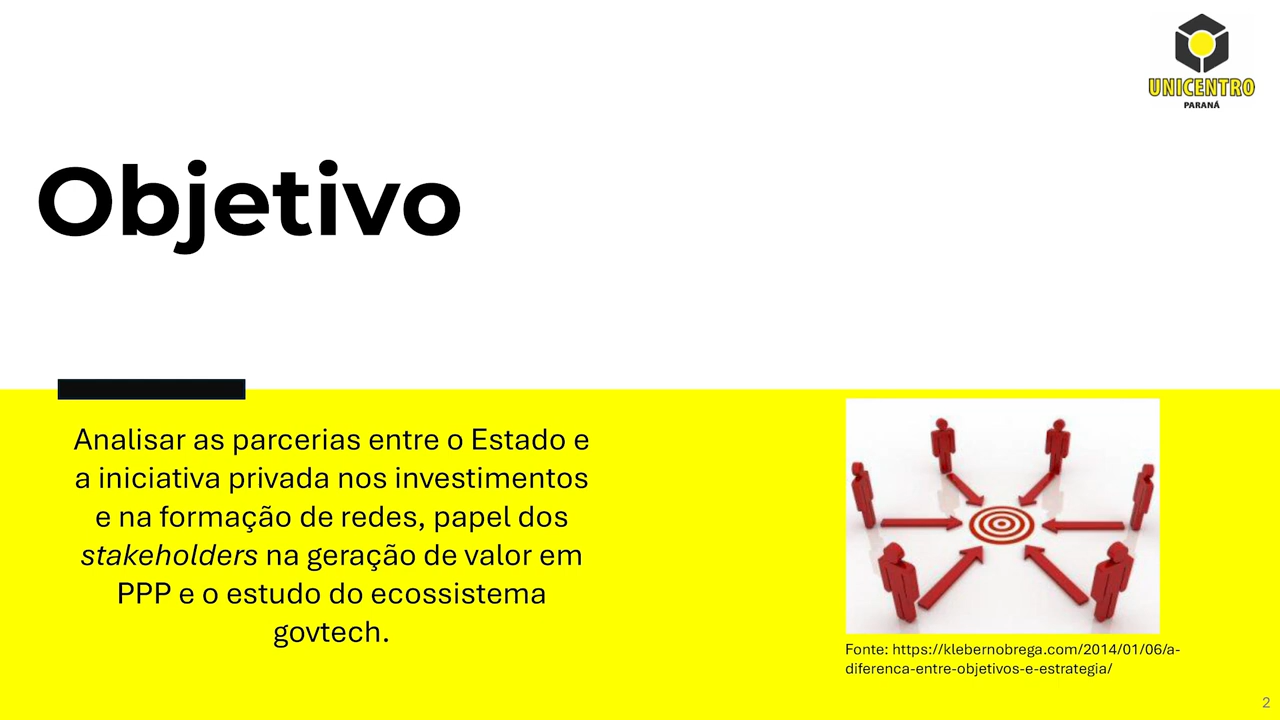 UNICENTRO
PARANÁ
Objetivo
Analisar as parcerias entre o Estado e
a iniciativa privada nos investimentos
e na formação de redes, papel dos
stakeholders na geração de valor em
PPP e o estudo do ecossistema
govtech.
Fonte: https://klebernobrega.com/2014/01/06/a-
diferenca-entre-objetivos-e-estrategia/
2